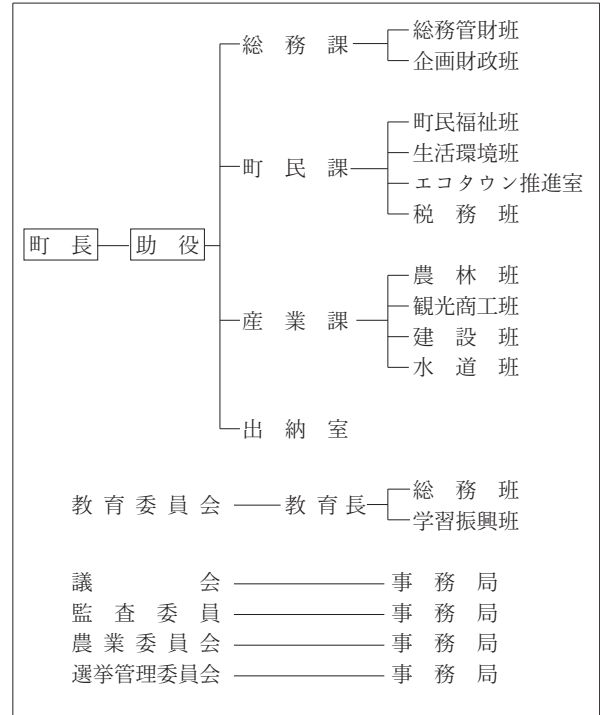 総務課
総務管財班
企画財政班
町民課
町民福祉班
生活環境班
エコタウン推進室
税務班
町長
助役
産業課
農林班
観光商工班
建設班
水道班
出納室
教育委員会
教育長
総務班
学習振興班
議会 事務局
監査委員 事務局
農業委員会 事務局
選挙管理委員会 事務局